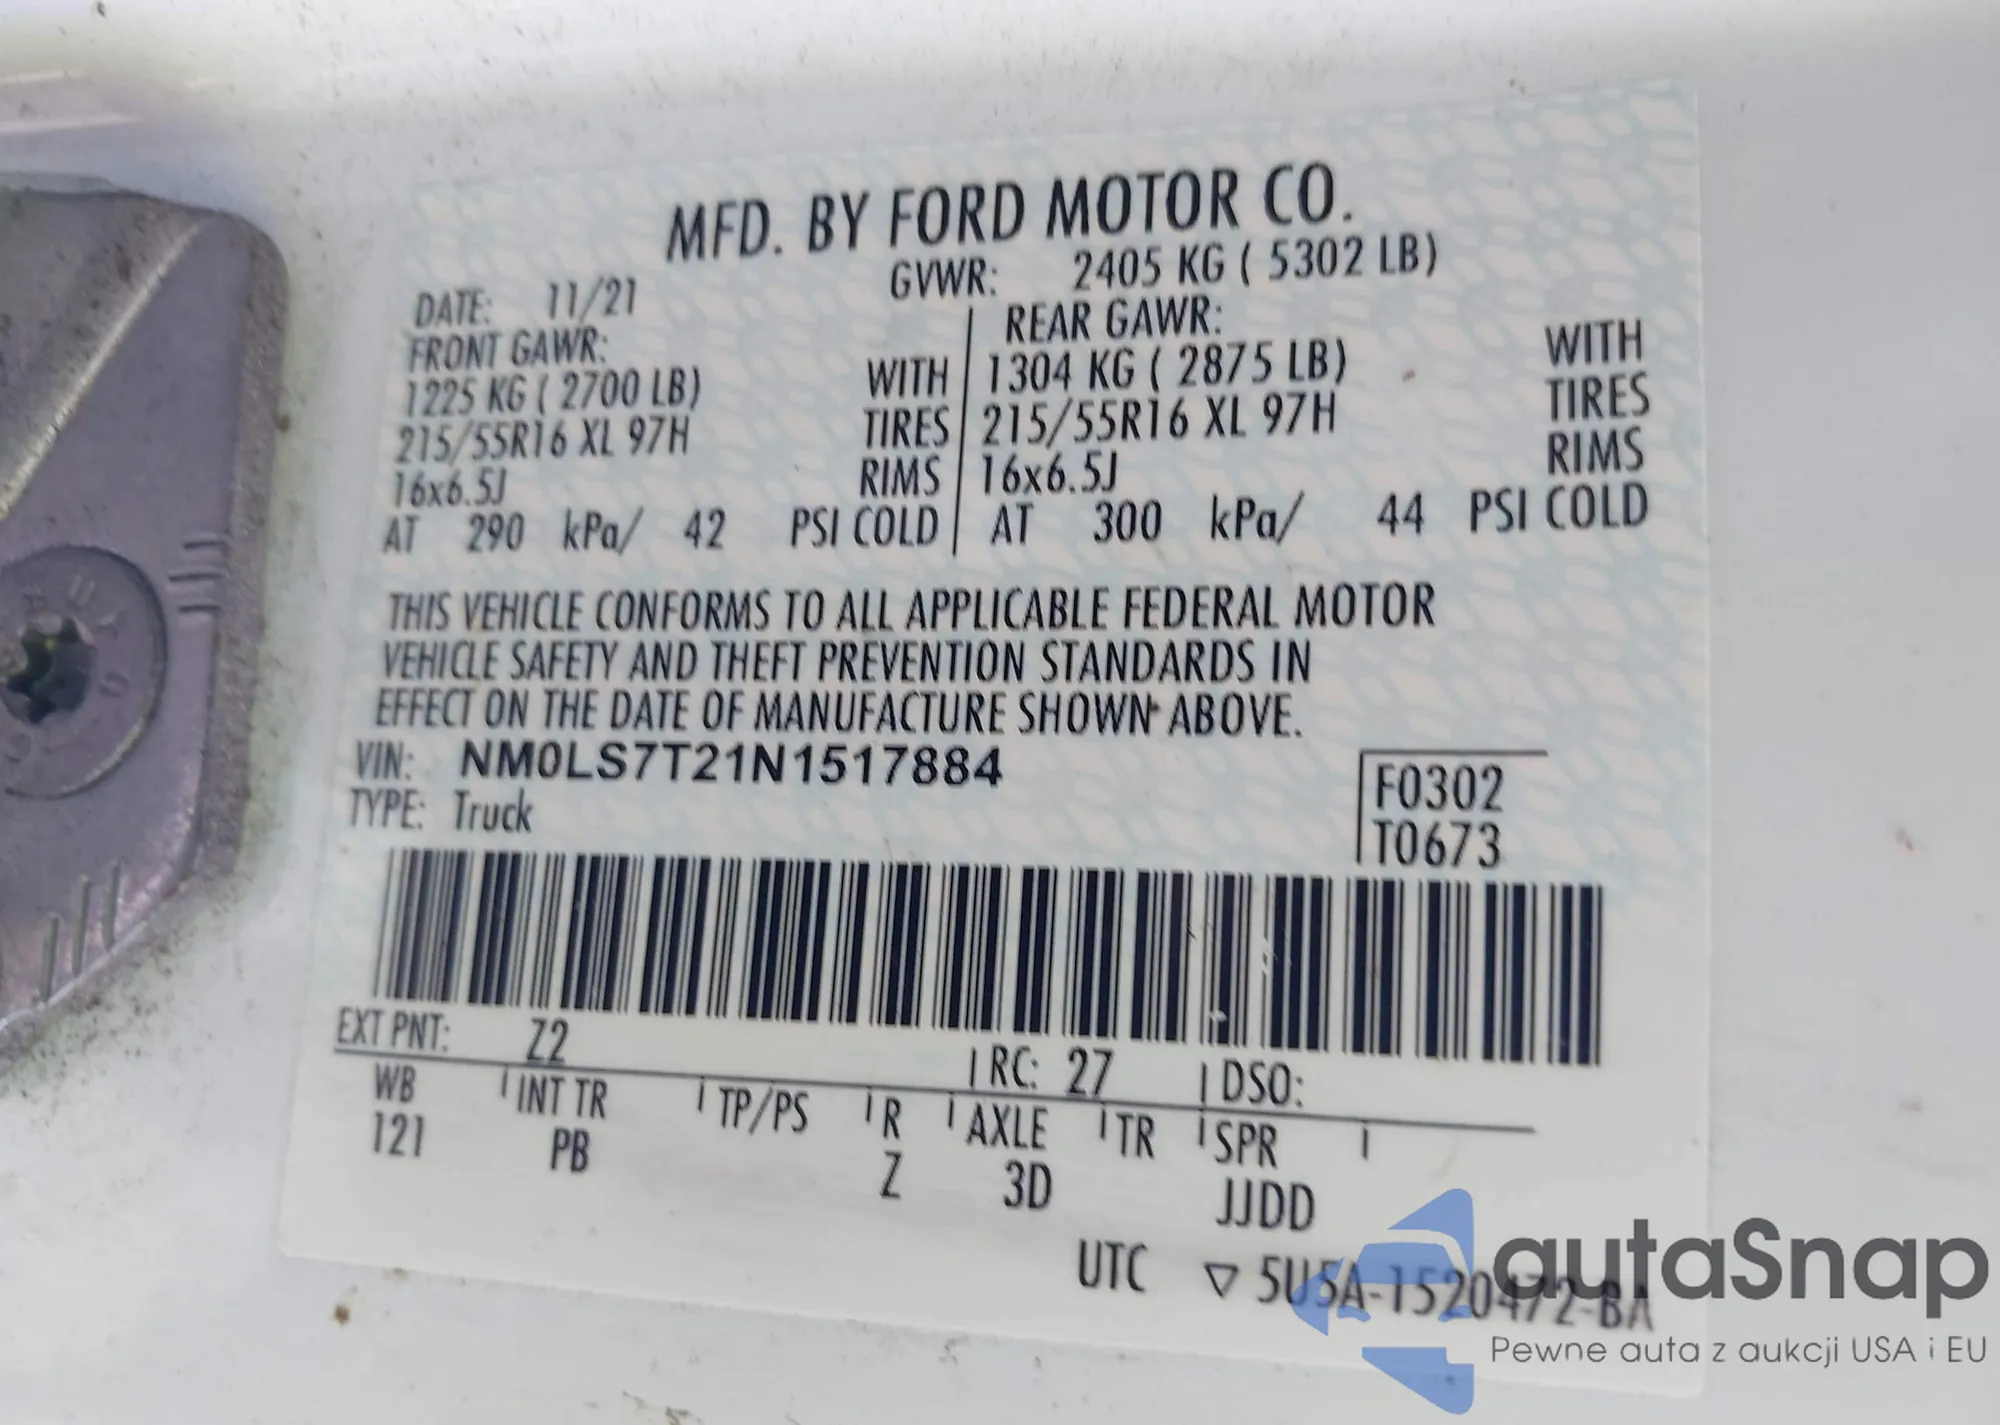 MFD. BY FORD MOTOR CO.
DATE: 11/21 GVWR: 2405 KG ( 5302 LB)
FRONT GAWR: REAR GAWR:
1225 KG ( 2700 LB) WITH 1304 KG ( 2875 LB) WITH
215/55R16 XL 97H TIRES 215/55R16 XL 97H TIRES
16x6.5J RIMS 16x6.5J RIMS
AT 290 kPa/ 42 PSI COLD AT 300 kPa/ 44 PSI COLD
THIS VEHICLE CONFORMS TO ALL APPLICABLE FEDERAL MOTOR
VEHICLE SAFETY AND THEFT PREVENTION STANDARDS IN
EFFECT ON THE DATE OF MANUFACTURE SHOWN ABOVE.
VIN: NM0LS7T21N1517884
TYPE: Truck
F0302
T0673
EXT PNT: Z2 RC: 27 DSO:
WB INT TR TP/PS R AXLE TR SPR
121 PB Z 3D JJDD
UTC ▽ 5U5A-1520472-BA
autaSnap
Pewne auta z aukcji USA i EU